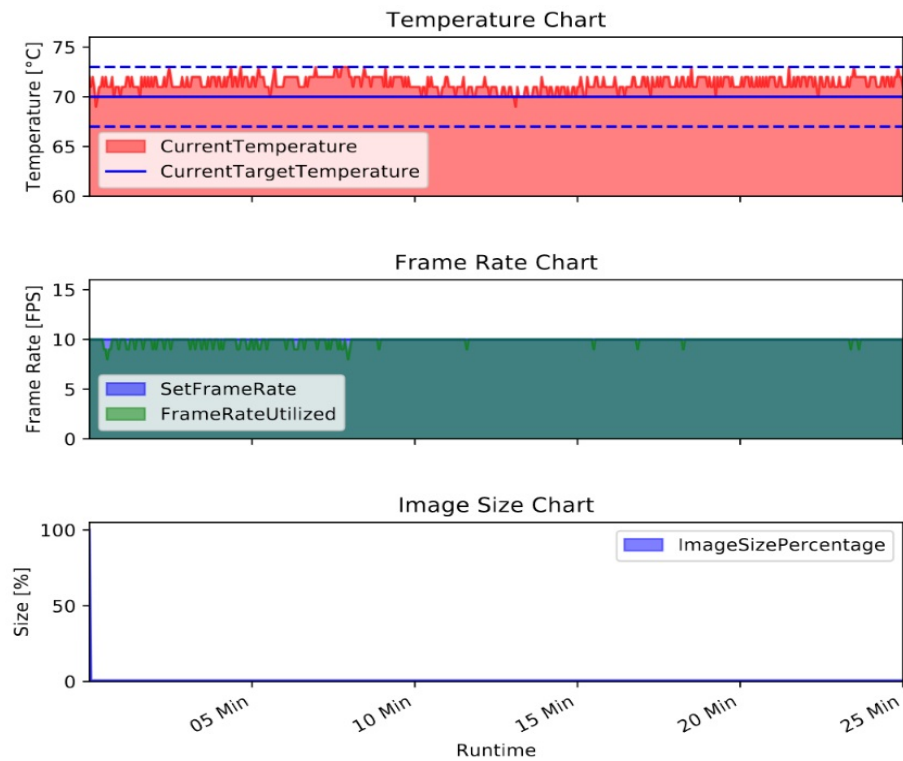 Temperature Chart
Temperature [°C]
75
70
65
60
CurrentTemperature
CurrentTargetTemperature
Frame Rate Chart
Frame Rate [FPS]
15
10
5
0
SetFrameRate
FrameRateUtilized
Image Size Chart
Size [%]
100
50
0
ImageSizePercentage
05 Min
10 Min
15 Min
20 Min
25 Min
Runtime